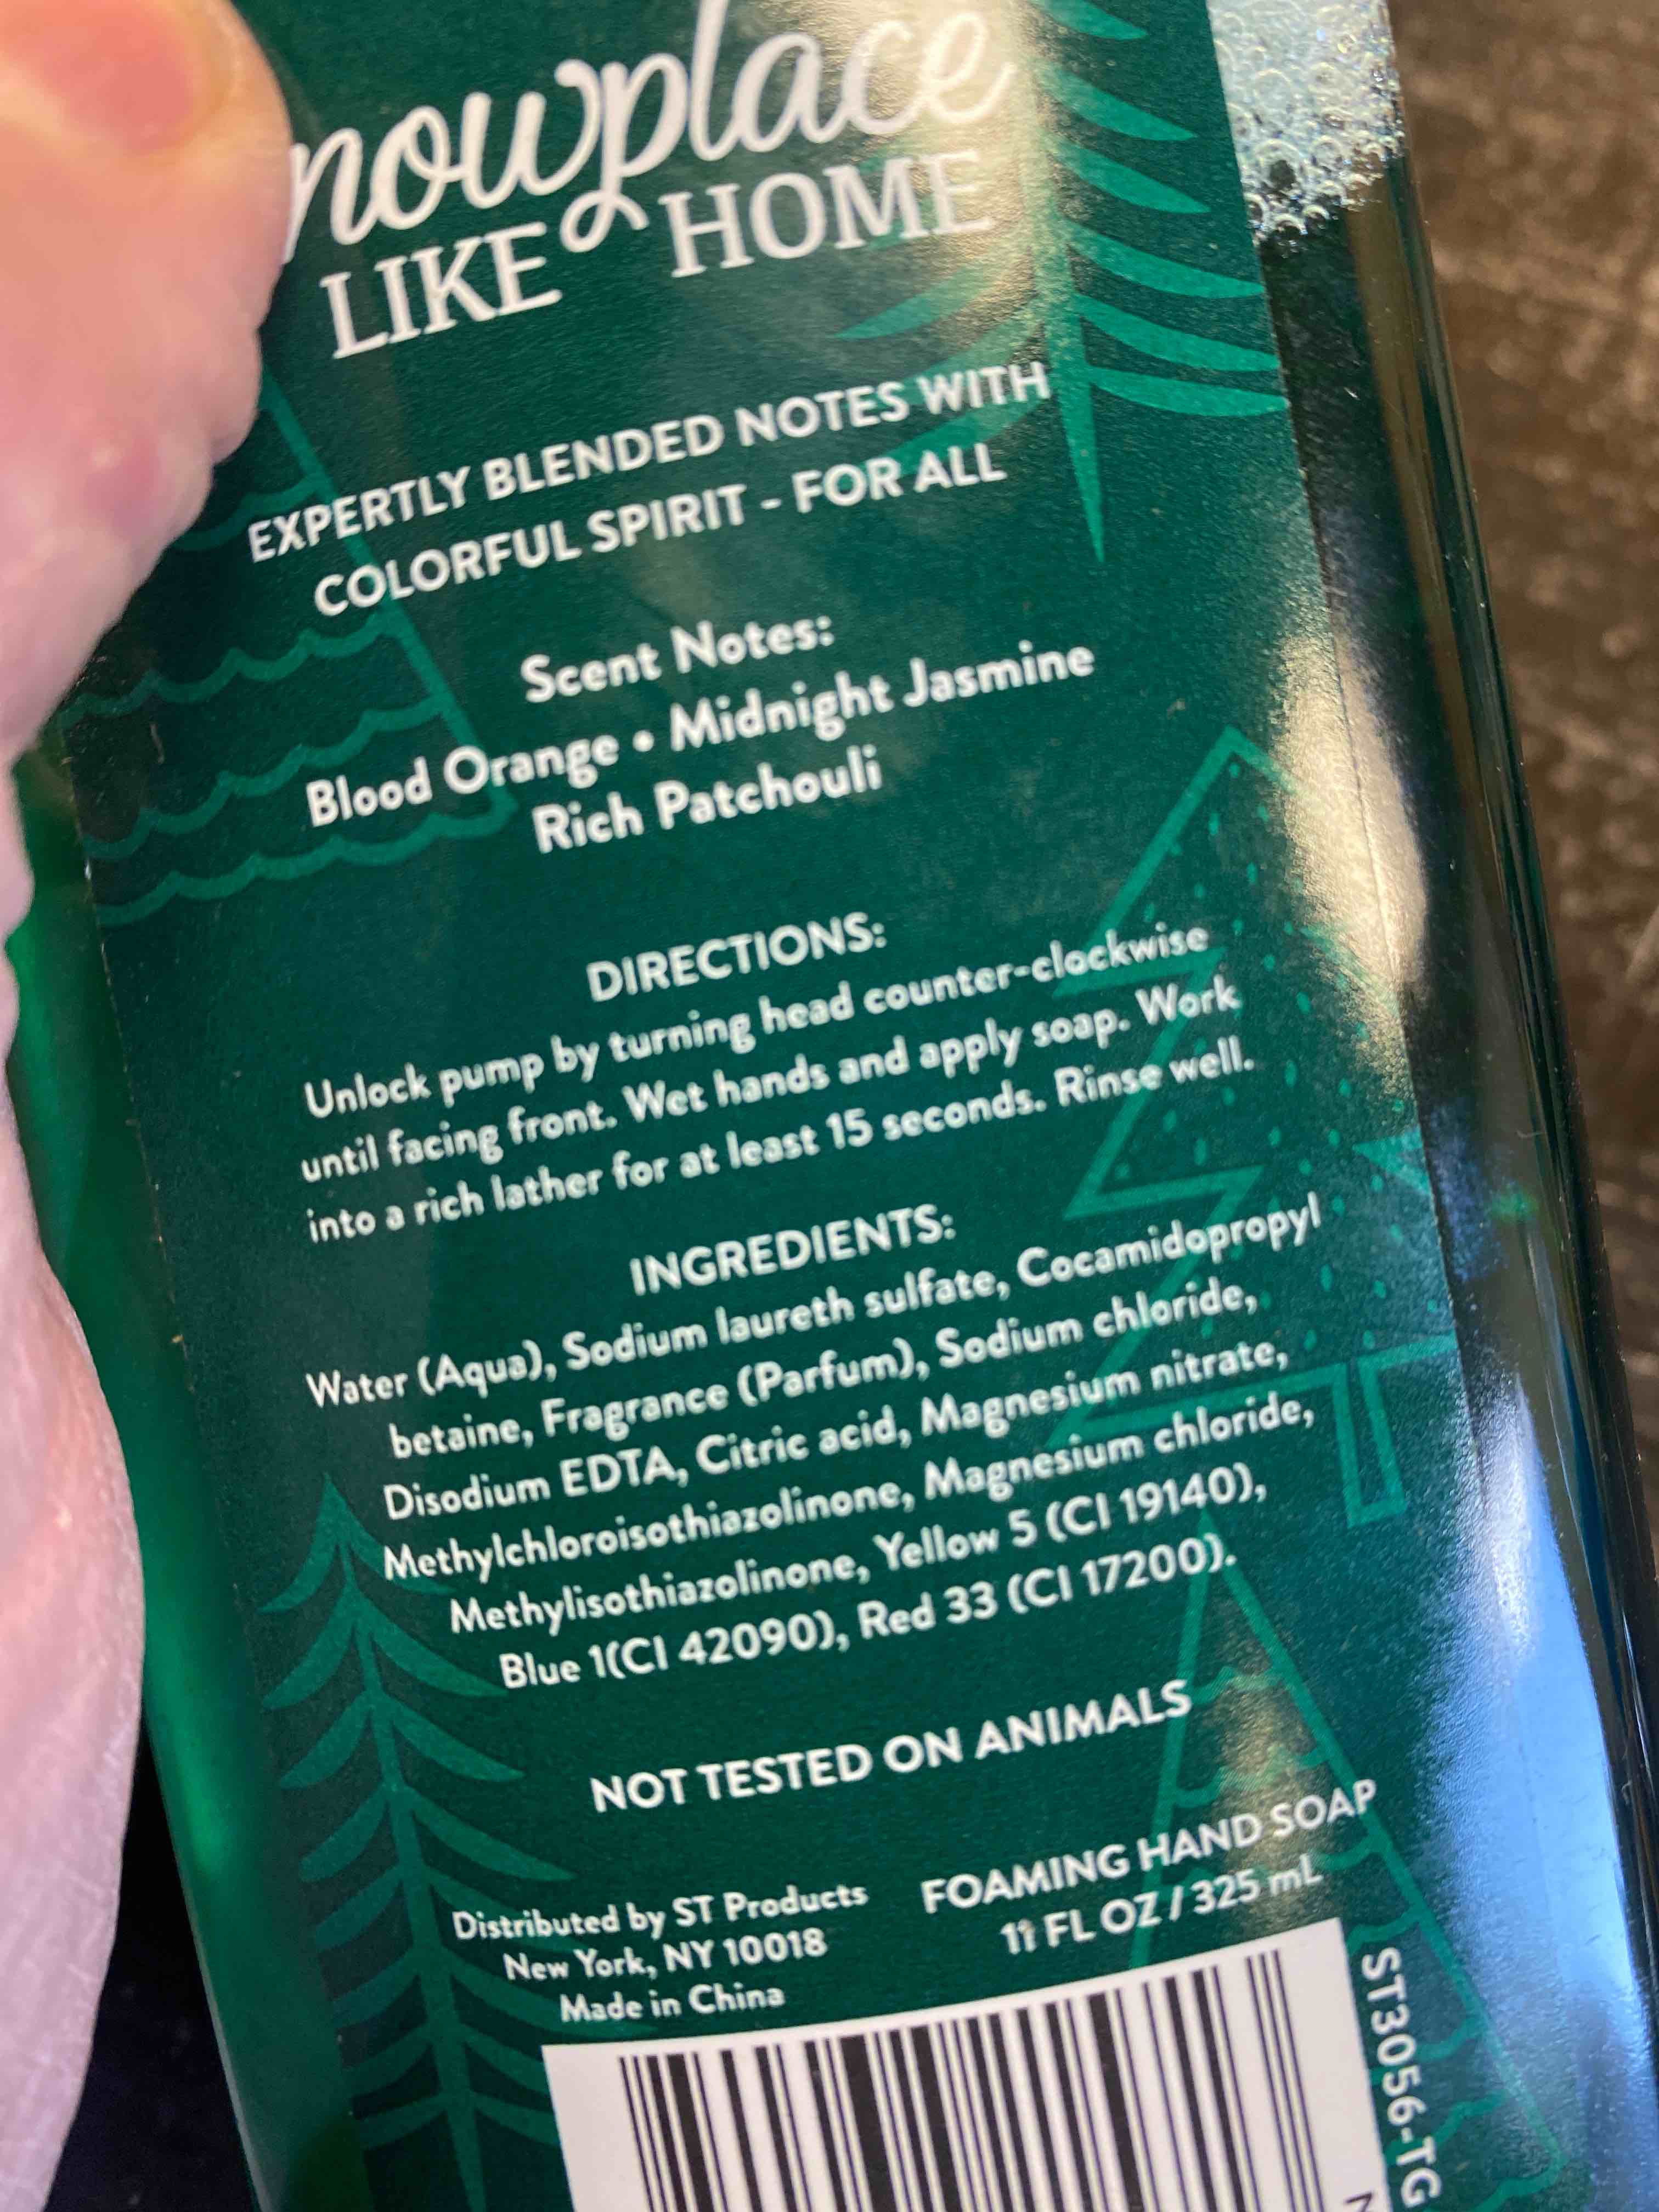 nowplace
LIKE HOME
EXPERTLY BLENDED NOTES WITH
COLORFUL SPIRIT - FOR ALL
Scent Notes:
Blood Orange • Midnight Jasmine
Rich Patchouli
DIRECTIONS:
Unlock pump by turning head counter-clockwise
until facing front. Wet hands and apply soap. Work
into a rich lather for at least 15 seconds. Rinse well.
INGREDIENTS:
Water (Aqua), Sodium laureth sulfate, Cocamidopropyl
betaine, Fragrance (Parfum), Sodium chloride,
Disodium EDTA, Citric acid, Magnesium nitrate,
Methylchloroisothiazolinone, Magnesium chloride,
Methylisothiazolinone, Yellow 5 (CI 19140),
Blue 1(CI 42090), Red 33 (CI 17200).
NOT TESTED ON ANIMALS
Distributed by ST Products
New York, NY 10018
Made in China
FOAMING HAND SOAP
11 FL OZ / 325 mL
ST3056-TG